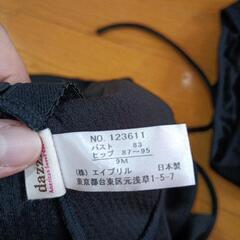 NO. 123611
バスト 83
ヒップ 87~95
9M
日本製
(株) エイプリル
東京都台東区元浅草1-5-7
dazz